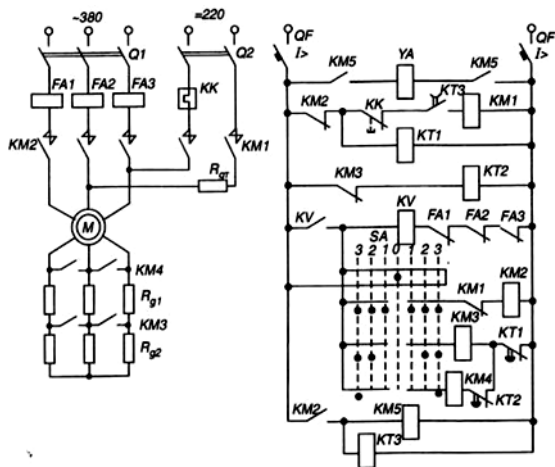 ~380 =220
Q1 Q2
FA1 FA2 FA3 KK
KM2 KM1
Rgт
M
KM4
Rg1
KM3
Rg2
QF QF
I> I>
KM5 YA KM5
KM2 KK KT3 KM1
KT1
KM3 KT2
KV KV FA1 FA2 FA3
SA
3 2 1 0 1 2 3
KM1 KM2
KM3 KT1
KM4
KT2
KM2 KM5
KT3